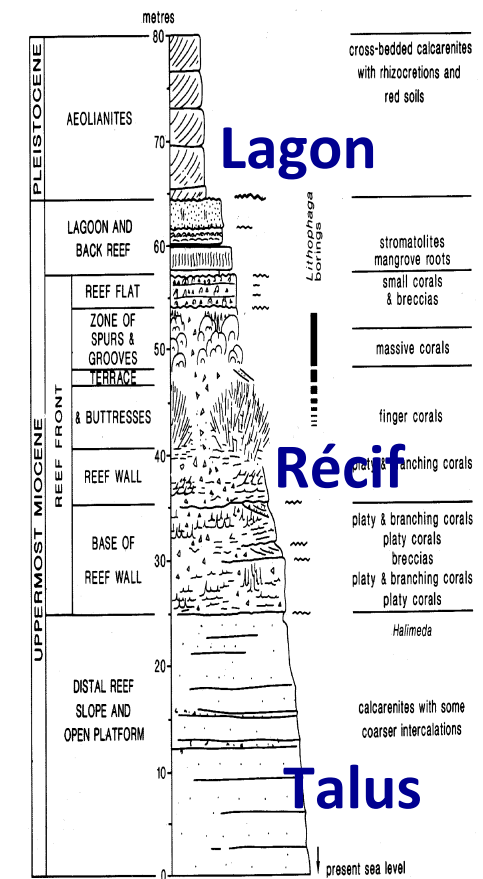 metres
80
70
60
50
40
30
20
10
0
PLEISTOCENE
UPPERMOST MIOCENE
REEF FRONT
AEOLIANITES
LAGOON AND
BACK REEF
REEF FLAT
ZONE OF
SPURS &
GROOVES
TERRACE
& BUTTRESSES
REEF WALL
BASE OF
REEF WALL
DISTAL REEF
SLOPE AND
OPEN PLATFORM
Lagon
Récif
Talus
Lithophaga
borings
cross-bedded calcarenites
with rhizocretions and
red soils
stromatolites
mangrove roots
small corals
& breccias
massive corals
finger corals
platy & branching corals
platy & branching corals
platy corals
breccias
platy & branching corals
platy corals
Halimeda
calcarenites with some
coarser intercalations
present sea level